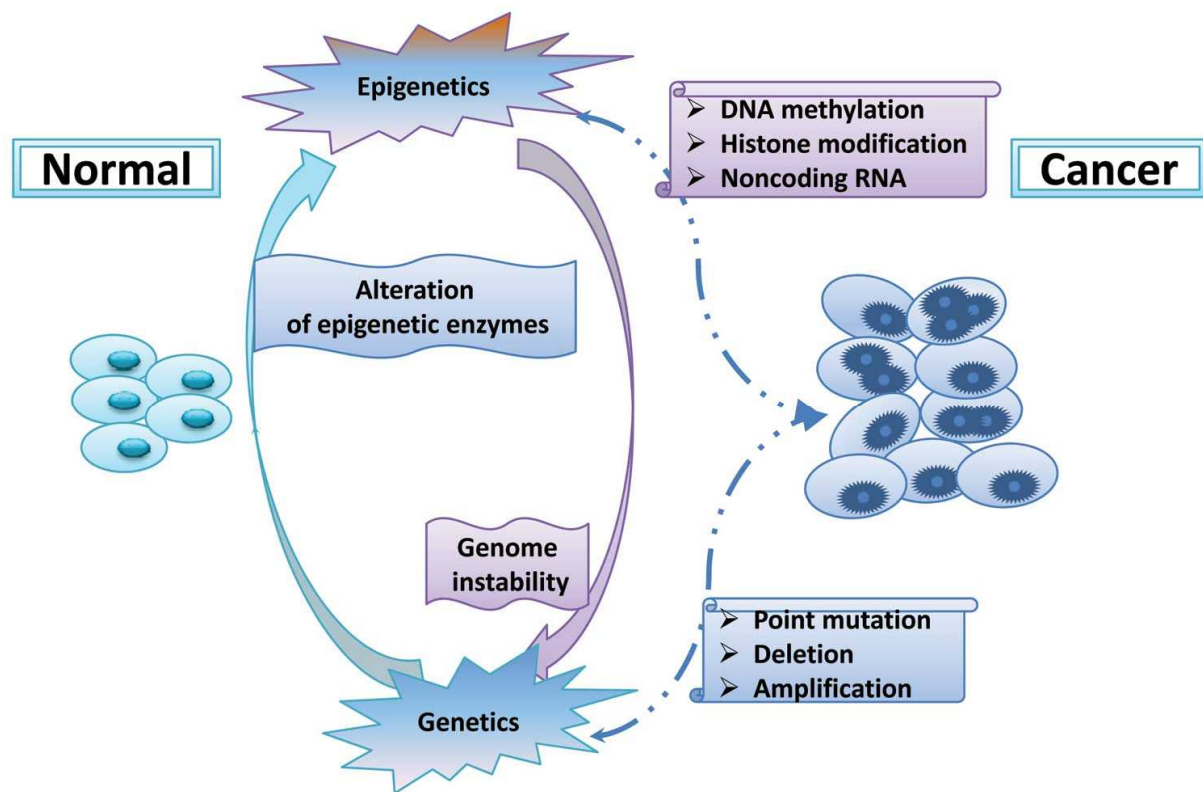 Epigenetics
➢ DNA methylation
➢ Histone modification
➢ Noncoding RNA
Normal
Cancer
Alteration
of epigenetic enzymes
Genome
instability
➢ Point mutation
➢ Deletion
➢ Amplification
Genetics